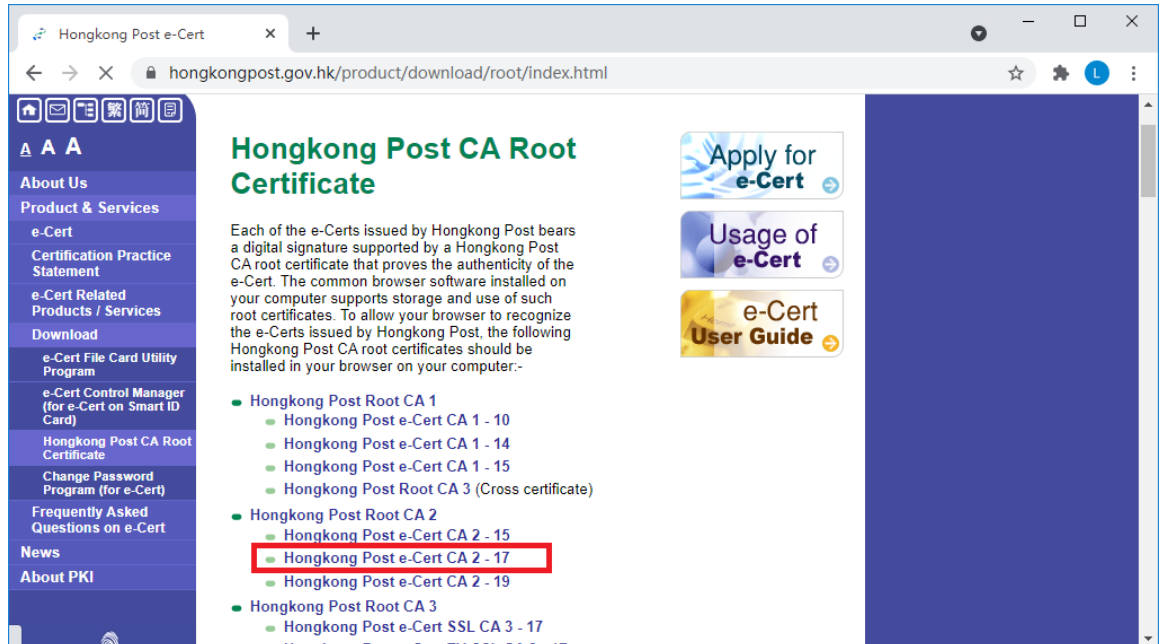 Hongkong Post e-Cert
hongkongpost.gov.hk/product/download/root/index.html
L
繁 简
A A A
About Us
Product & Services
e-Cert
Certification Practice
Statement
e-Cert Related
Products / Services
Download
e-Cert File Card Utility
Program
e-Cert Control Manager
(for e-Cert on Smart ID
Card)
Hongkong Post CA Root
Certificate
Change Password
Program (for e-Cert)
Frequently Asked
Questions on e-Cert
News
About PKI
Hongkong Post CA Root
Certificate
Each of the e-Certs issued by Hongkong Post bears
a digital signature supported by a Hongkong Post
CA root certificate that proves the authenticity of the
e-Cert. The common browser software installed on
your computer supports storage and use of such
root certificates. To allow your browser to recognize
the e-Certs issued by Hongkong Post, the following
Hongkong Post CA root certificates should be
installed in your browser on your computer:-
Hongkong Post Root CA 1
Hongkong Post e-Cert CA 1 - 10
Hongkong Post e-Cert CA 1 - 14
Hongkong Post e-Cert CA 1 - 15
Hongkong Post Root CA 3 (Cross certificate)
Hongkong Post Root CA 2
Hongkong Post e-Cert CA 2 - 15
Hongkong Post e-Cert CA 2 - 17
Hongkong Post e-Cert CA 2 - 19
Hongkong Post Root CA 3
Hongkong Post e-Cert SSL CA 3 - 17
Apply for
e-Cert
Usage of
e-Cert
e-Cert
User Guide